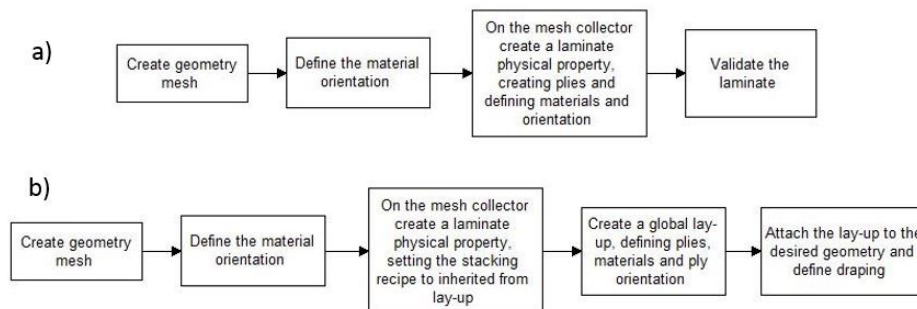 a)
Create geometry
mesh
Define the material
orientation
On the mesh collector
create a laminate
physical property,
creating plies and
defining materials and
orientation
Validate the
laminate
b)
Create geometry
mesh
Define the material
orientation
On the mesh collector
create a laminate
physical property,
setting the stacking
recipe to inherited from
lay-up
Create a global lay-
up, defining plies,
materials and ply
orientation
Attach the lay-up to the
desired geometry and
define draping